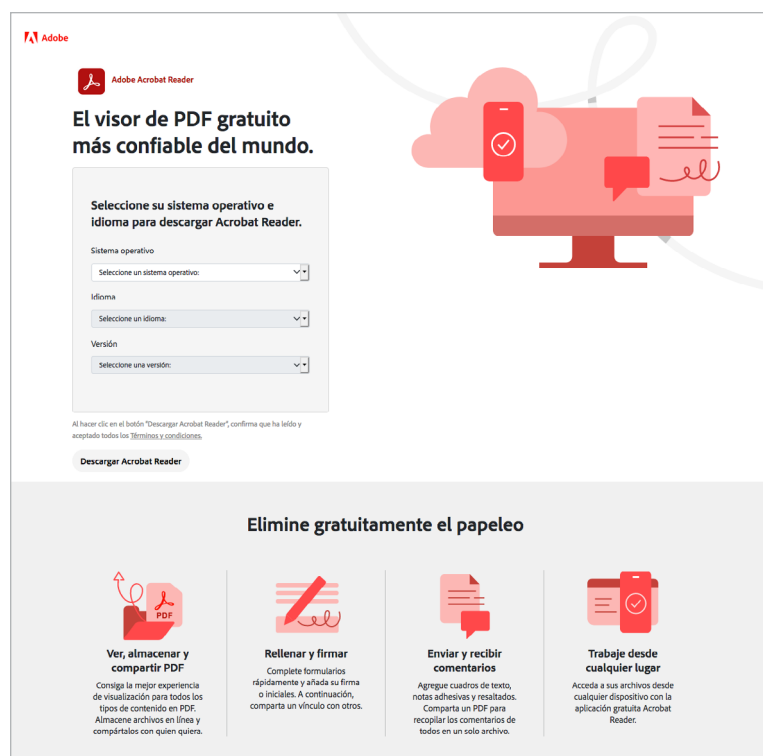 Adobe
Adobe Acrobat Reader
El visor de PDF gratuito
más confiable del mundo.
Seleccione su sistema operativo e
idioma para descargar Acrobat Reader.
Sistema operativo
Seleccione un sistema operativo:
Idioma
Seleccione un idioma:
Versión
Seleccione una versión:
Al hacer clic en el botón "Descargar Acrobat Reader", confirma que ha leído y
aceptado todos los Términos y condiciones.
Descargar Acrobat Reader
Elimine gratuitamente el papeleo
PDF
Ver, almacenar y
compartir PDF
Consiga la mejor experiencia
de visualización para todos los
tipos de contenido en PDF.
Almacene archivos en línea y
compártalos con quien quiera.
Rellenar y firmar
Complete formularios
rápidamente y añada su firma
o iniciales. A continuación,
comparta un vínculo con otros.
Enviar y recibir
comentarios
Agregue cuadros de texto,
notas adhesivas y resaltados.
Comparta un PDF para
recopilar los comentarios de
todos en un solo archivo.
Trabaje desde
cualquier lugar
Acceda a sus archivos desde
cualquier dispositivo con la
aplicación gratuita Acrobat
Reader.